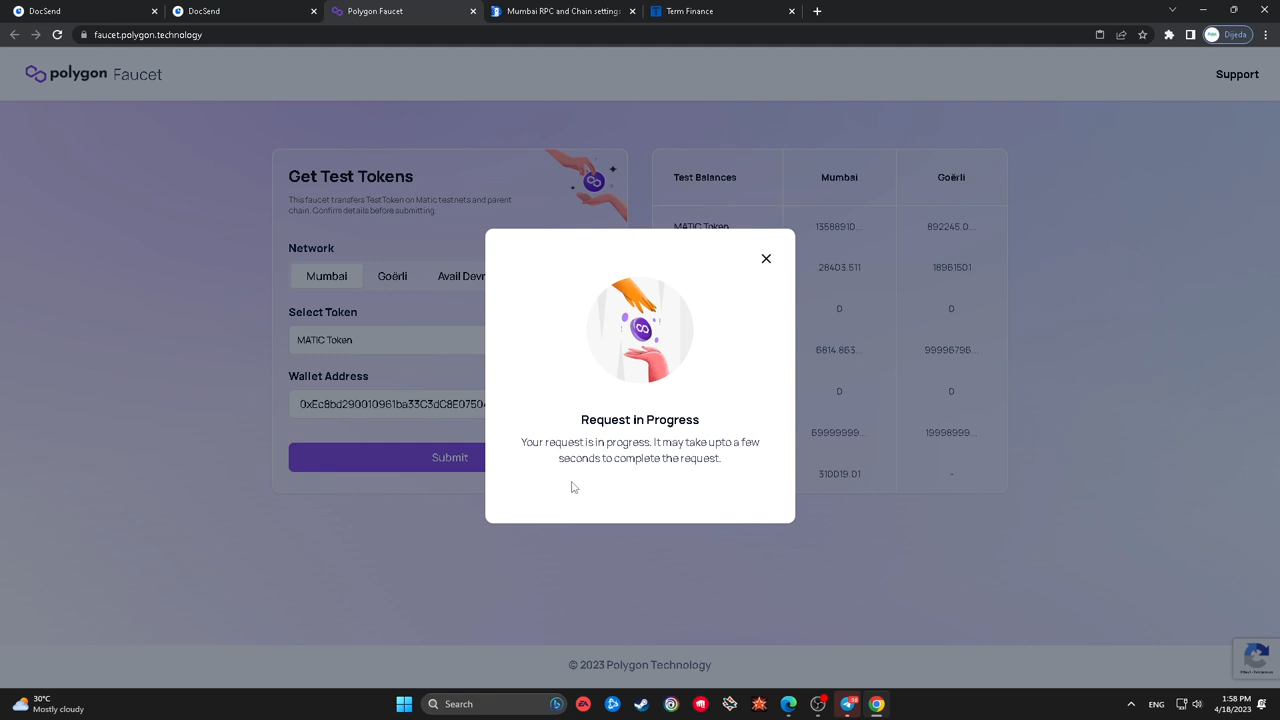 DocSend
DocSend
Polygon Faucet
Mumbai RPC and Chain settings
Term Finance
faucet.polygon.technology
Dijeda
polygon Faucet
Support
Get Test Tokens
This faucet transfers TestToken on Matic testnets and parent
chain. Confirm details before submitting.
Network
Mumbai
Goërli
Select Token
MATIC Token
Wallet Address
Submit
Test Balances
Mumbai
Goërli
MATIC Token
13588910...
892245.0...
28403.511
18961501
0
0
6814.863...
99996796...
0
0
69999999...
19998999...
310019.01
-
Request in Progress
Your request is in progress. It may take upto a few
seconds to complete the request.
© 2023 Polygon Technology
30°C
Mostly cloudy
Search
ENG
1:58 PM
4/18/2023